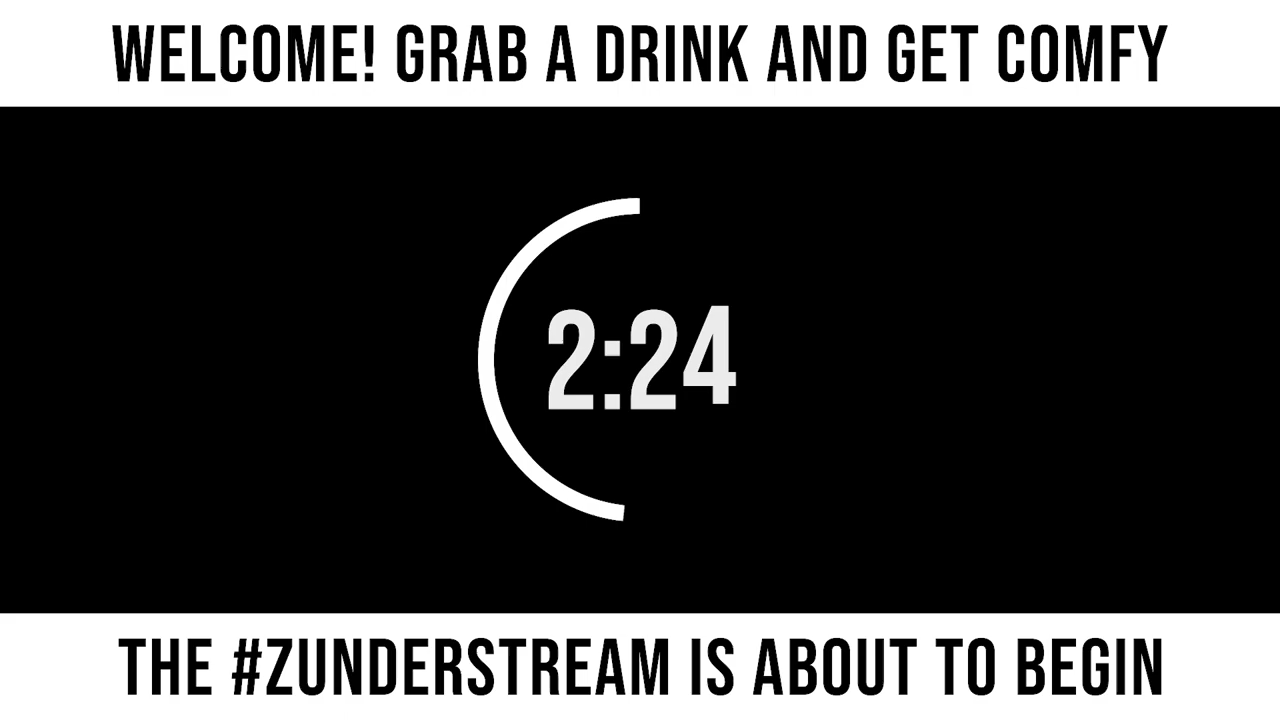 WELCOME! GRAB A DRINK AND GET COMFY
2:24
THE #ZUNDERSTREAM IS ABOUT TO BEGIN